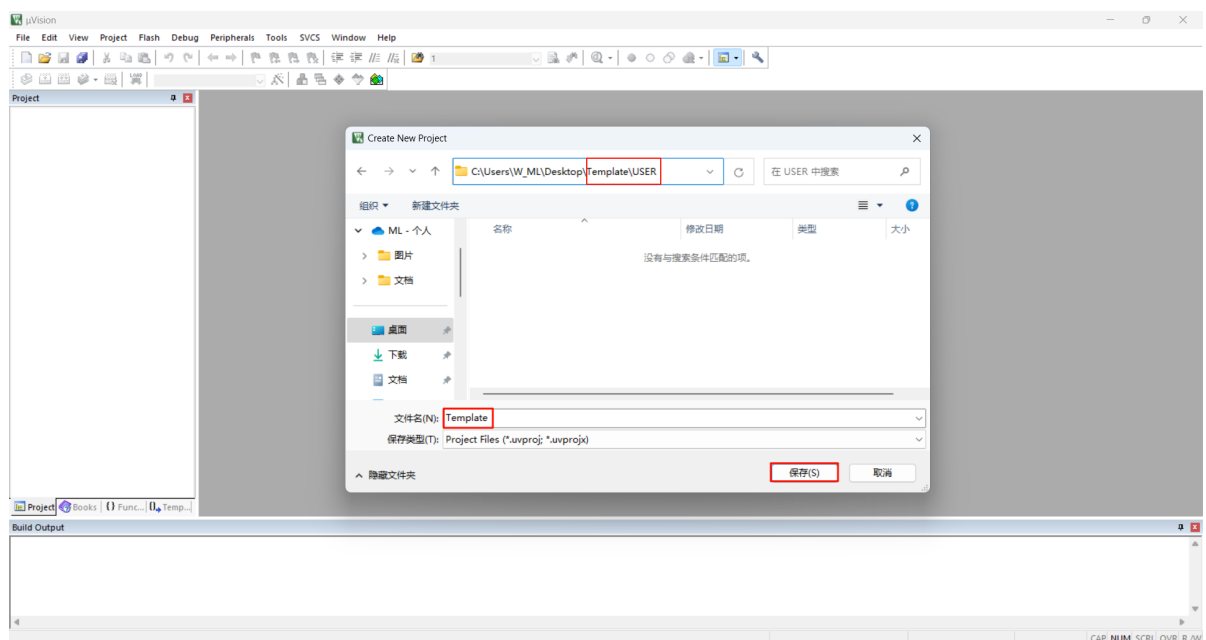 µVision
File Edit View Project Flash Debug Peripherals Tools SVCS Window Help
1
LOAD
Project
Create New Project
C:\Users\W_ML\Desktop\Template\USER
在 USER 中搜索
组织
新建文件夹
?
ML - 个人
图片
文档
桌面
下载
文档
名称 修改日期 类型 大小
没有与搜索条件匹配的项。
文件名(N): Template
保存类型(T): Project Files (*.uvproj; *.uvprojx)
隐藏文件夹
保存(S) 取消
Project Books {} Func... 0 Temp...
Build Output
CAP NUM SCRL OVR R/W